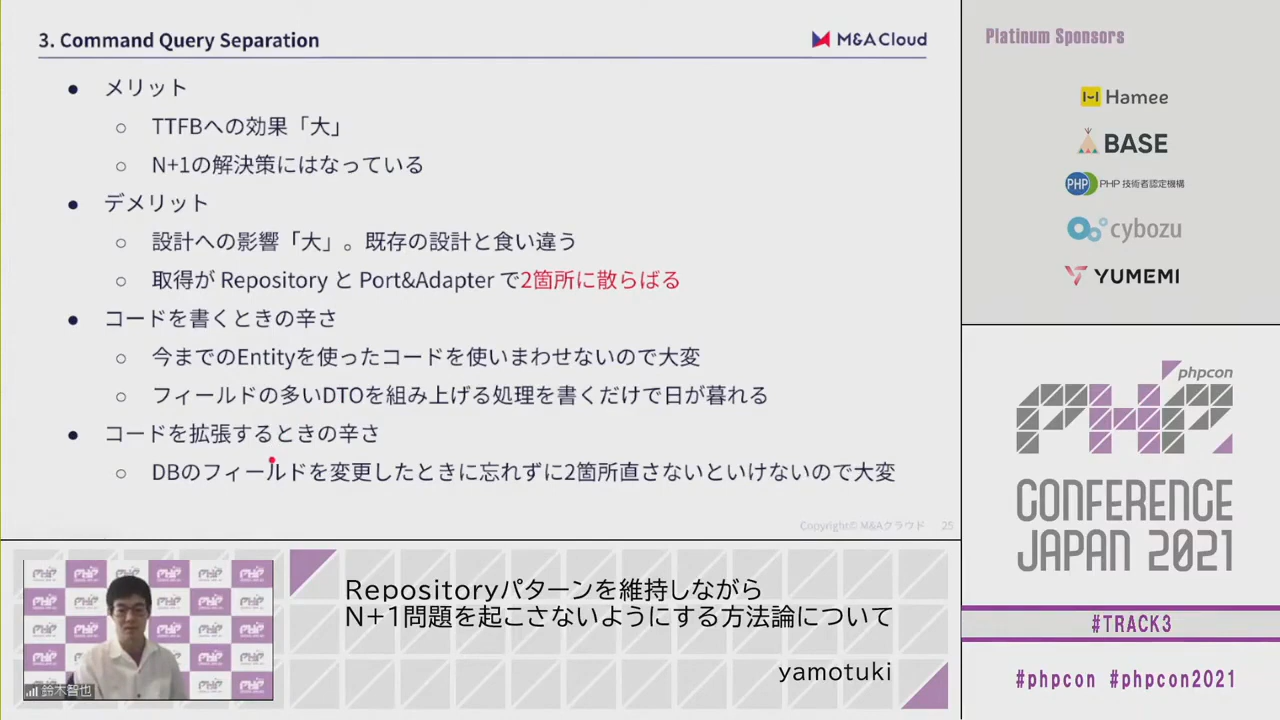 3. Command Query Separation
M&A Cloud
メリット
TTFBへの効果「大」
N+1の解決策にはなっている
デメリット
設計への影響「大」。既存の設計と食い違う
取得が Repository と Port&Adapter で2箇所に散らばる
コードを書くときの辛さ
今までのEntityを使ったコードを使いまわせないので大変
フィールドの多いDTOを組み上げる処理を書くだけで日が暮れる
コードを拡張するときの辛さ
DBのフィールドを変更したときに忘れずに2箇所直さないといけないので大変
Copyright© M&Aクラウド 25
Platinum Sponsors
Hamee
BASE
PHP PHP 技術者認定機構
cybozu
YUMEMI
phpcon
PHP
CONFERENCE
JAPAN 2021
#TRACK3
#phpcon #phpcon2021
Repositoryパターンを維持しながら
N+1問題を起こさないようにする方法論について
yamotuki
鈴木智也